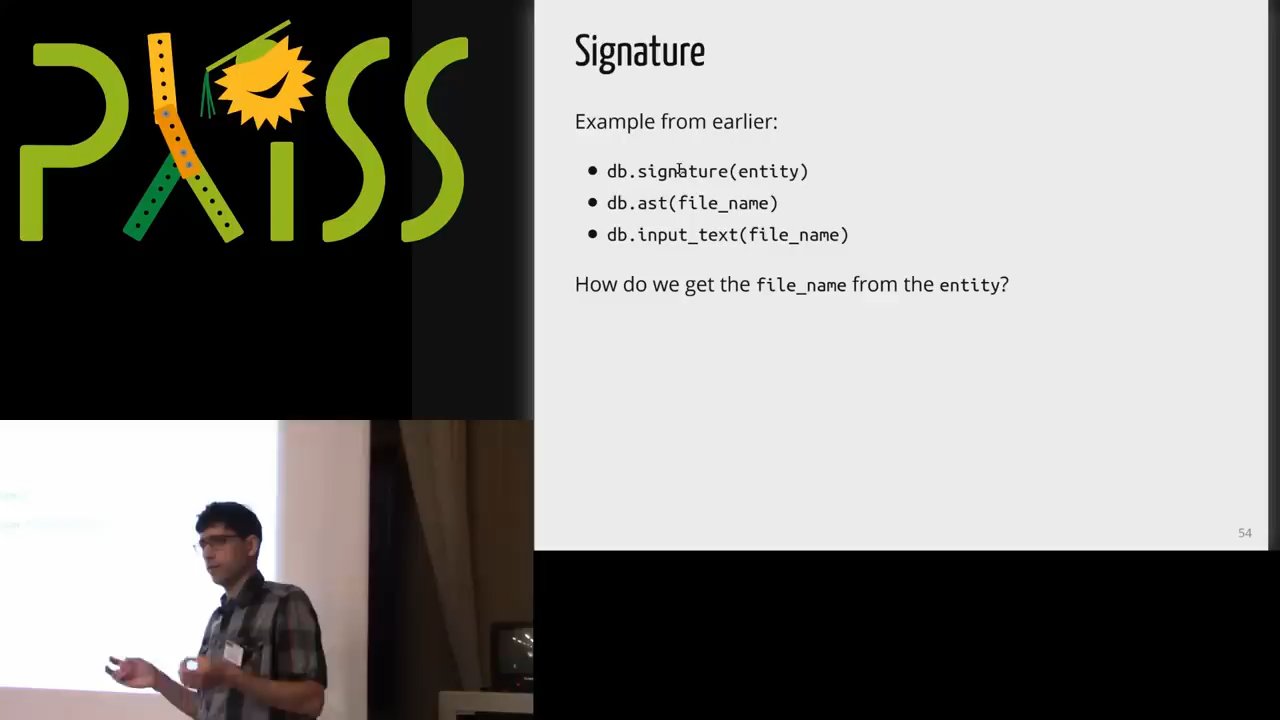 PLISS
Signature
Example from earlier:
• db.signature(entity)
• db.ast(file_name)
• db.input_text(file_name)
How do we get the file_name from the entity?
54